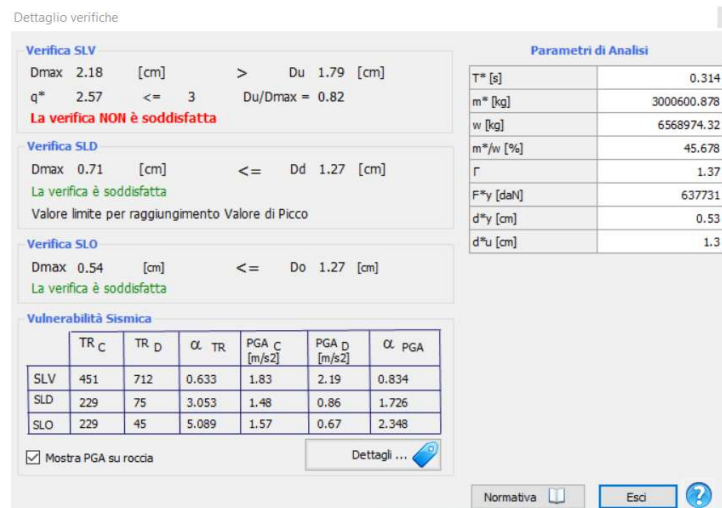 Dettaglio verifiche
Verifica SLV
Dmax 2.18 [cm] > Du 1.79 [cm]
q* 2.57 <= 3 Du/Dmax = 0.82
La verifica NON è soddisfatta
Verifica SLD
Dmax 0.71 [cm] <= Dd 1.27 [cm]
La verifica è soddisfatta
Valore limite per raggiungimento Valore di Picco
Verifica SLO
Dmax 0.54 [cm] <= Do 1.27 [cm]
La verifica è soddisfatta
Vulnerabilità Sismica
TR C TR D α TR PGA C [m/s2] PGA D [m/s2] α PGA
SLV 451 712 0.633 1.83 2.19 0.834
SLD 229 75 3.053 1.48 0.86 1.726
SLO 229 45 5.089 1.57 0.67 2.348
Mostra PGA su roccia
Dettagli ...
Parametri di Analisi
T* [s] 0.314
m* [kg] 3000600.878
w [kg] 6568974.32
m*/w [%] 45.678
Γ 1.37
F*y [daN] 637731
d*y [cm] 0.53
d*u [cm] 1.3
Normativa
Esci
?